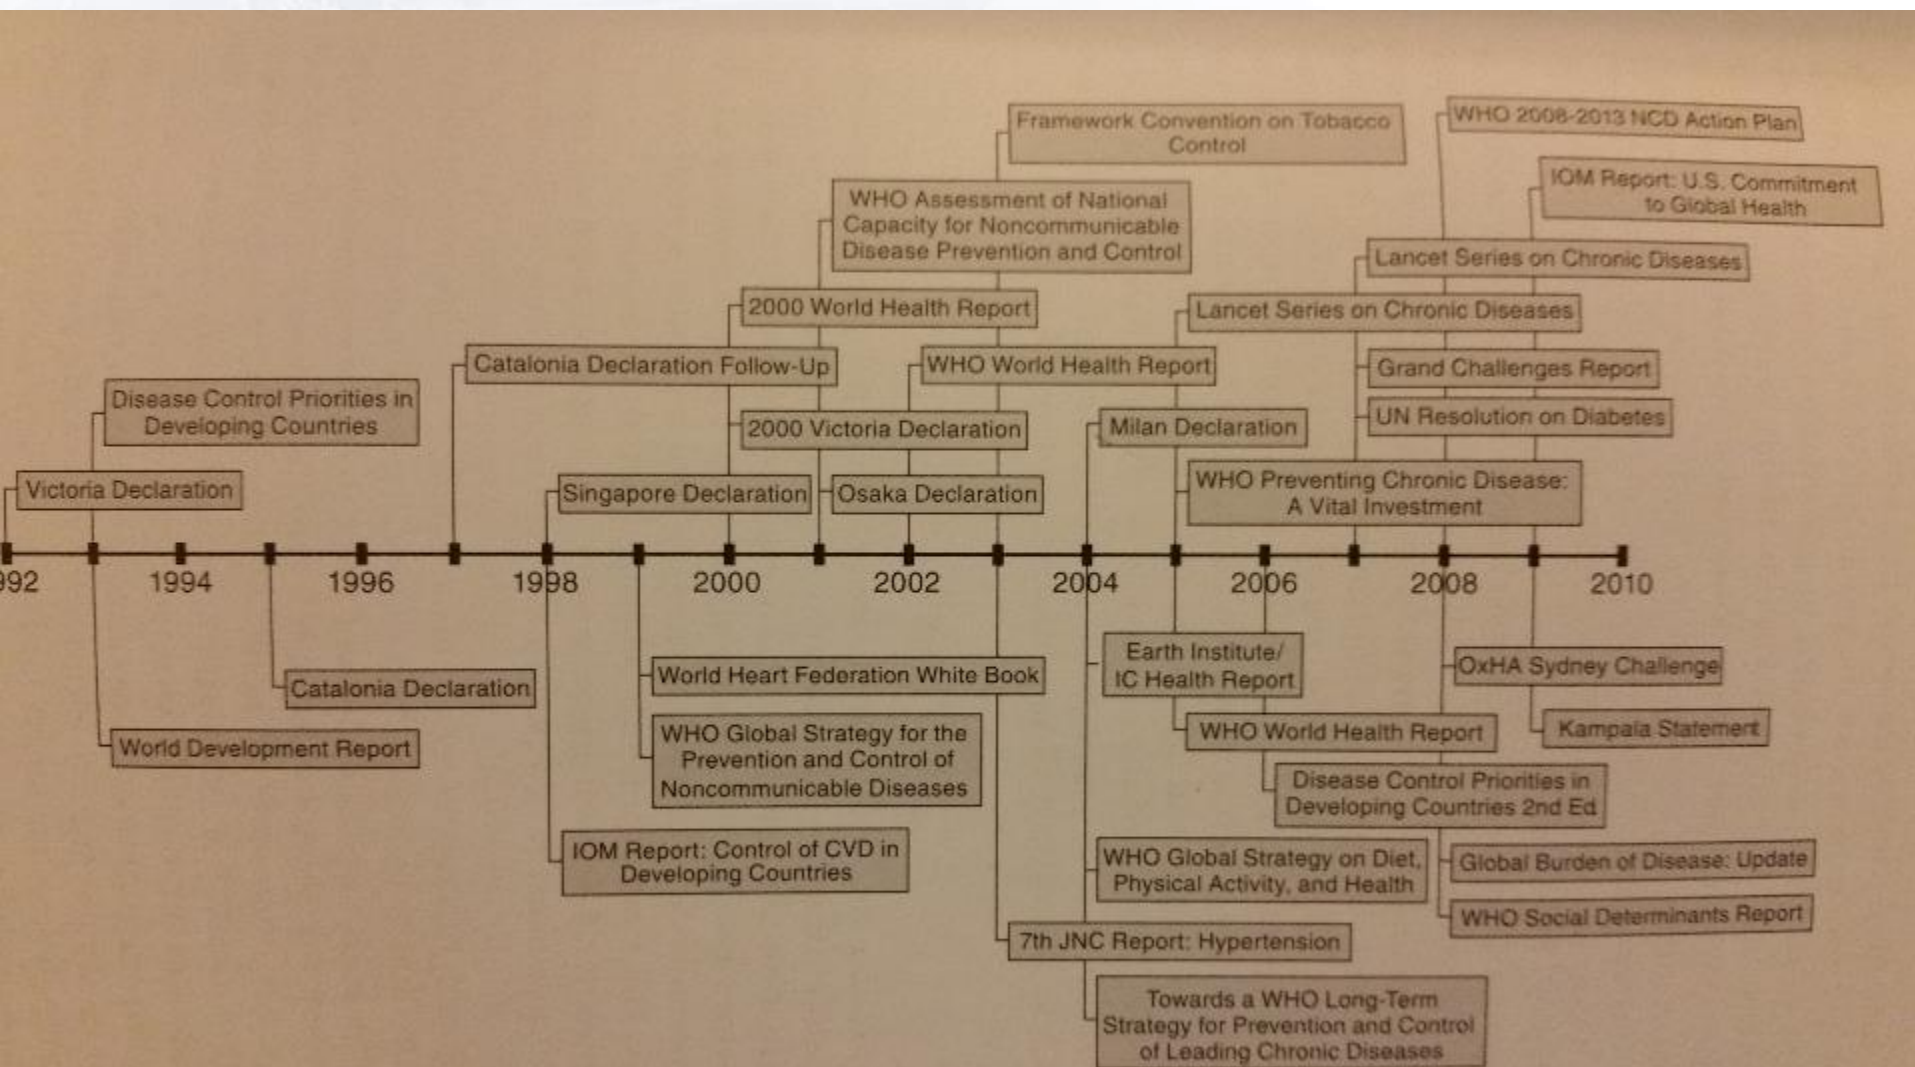 Framework Convention on Tobacco
Control
WHO 2008-2013 NCD Action Plan
IOM Report: U.S. Commitment
to Global Health
WHO Assessment of National
Capacity for Noncommunicable
Disease Prevention and Control
Lancet Series on Chronic Diseases
2000 World Health Report
Lancet Series on Chronic Diseases
Catalonia Declaration Follow-Up
WHO World Health Report
Grand Challenges Report
Disease Control Priorities in
Developing Countries
2000 Victoria Declaration
Milan Declaration
UN Resolution on Diabetes
Victoria Declaration
Singapore Declaration
Osaka Declaration
WHO Preventing Chronic Disease:
A Vital Investment
992 1994 1996 1998 2000 2002 2004 2006 2008 2010
Earth Institute/
IC Health Report
OxHA Sydney Challenge
World Heart Federation White Book
Catalonia Declaration
WHO World Health Report
Kampala Statement
World Development Report
WHO Global Strategy for the
Prevention and Control of
Noncommunicable Diseases
Disease Control Priorities in
Developing Countries 2nd Ed
IOM Report: Control of CVD in
Developing Countries
WHO Global Strategy on Diet,
Physical Activity, and Health
Global Burden of Disease: Update
WHO Social Determinants Report
7th JNC Report: Hypertension
Towards a WHO Long-Term
Strategy for Prevention and Control
of Leading Chronic Diseases